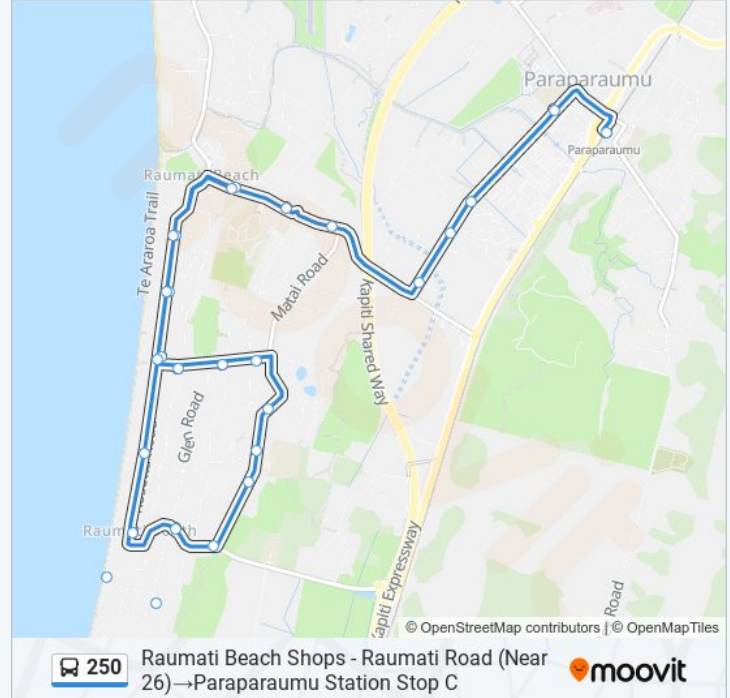 Paraparaumu
Paraparaumu
Raumati Beach
Te Araroa Trail
Matai Road
Kapiti Shared Way
Glen Road
Kapiti Expressway
Road
© OpenStreetMap contributors | © OpenMapTiles
250
Raumati Beach Shops - Raumati Road (Near
26)→Paraparaumu Station Stop C
moovit